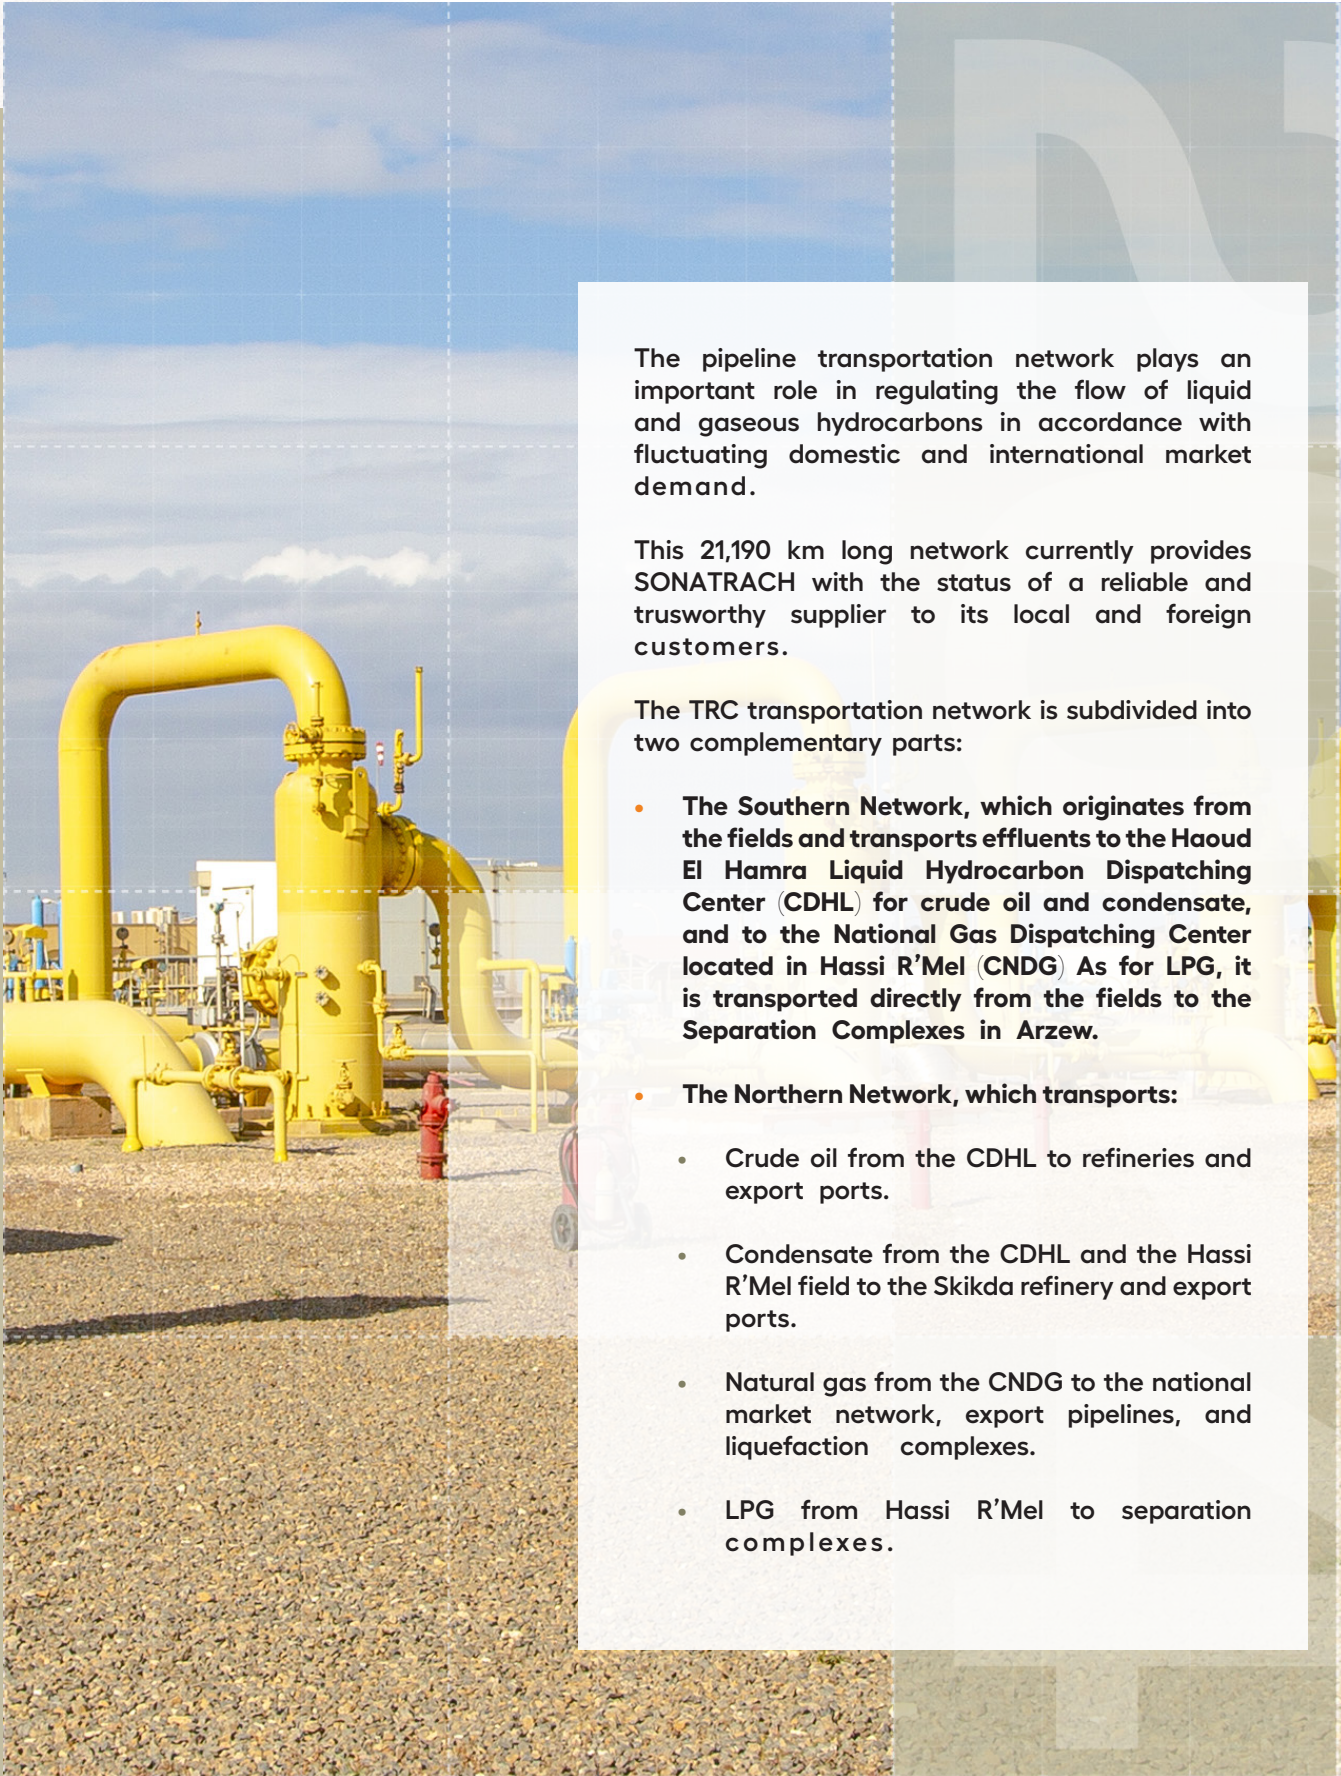 The pipeline transportation network plays an
important role in regulating the flow of liquid
and gaseous hydrocarbons in accordance with
fluctuating domestic and international market
demand.
This 21,190 km long network currently provides
SONATRACH with the status of a reliable and
trusworthy supplier to its local and foreign
customers.
The TRC transportation network is subdivided into
two complementary parts:
• The Southern Network, which originates from
the fields and transports effluents to the Haoud
El Hamra Liquid Hydrocarbon Dispatching
Center (CDHL) for crude oil and condensate,
and to the National Gas Dispatching Center
located in Hassi R’Mel (CNDG) As for LPG, it
is transported directly from the fields to the
Separation Complexes in Arzew.
• The Northern Network, which transports:
• Crude oil from the CDHL to refineries and
export ports.
• Condensate from the CDHL and the Hassi
R’Mel field to the Skikda refinery and export
ports.
• Natural gas from the CNDG to the national
market network, export pipelines, and
liquefaction complexes.
• LPG from Hassi R’Mel to separation
complexes.